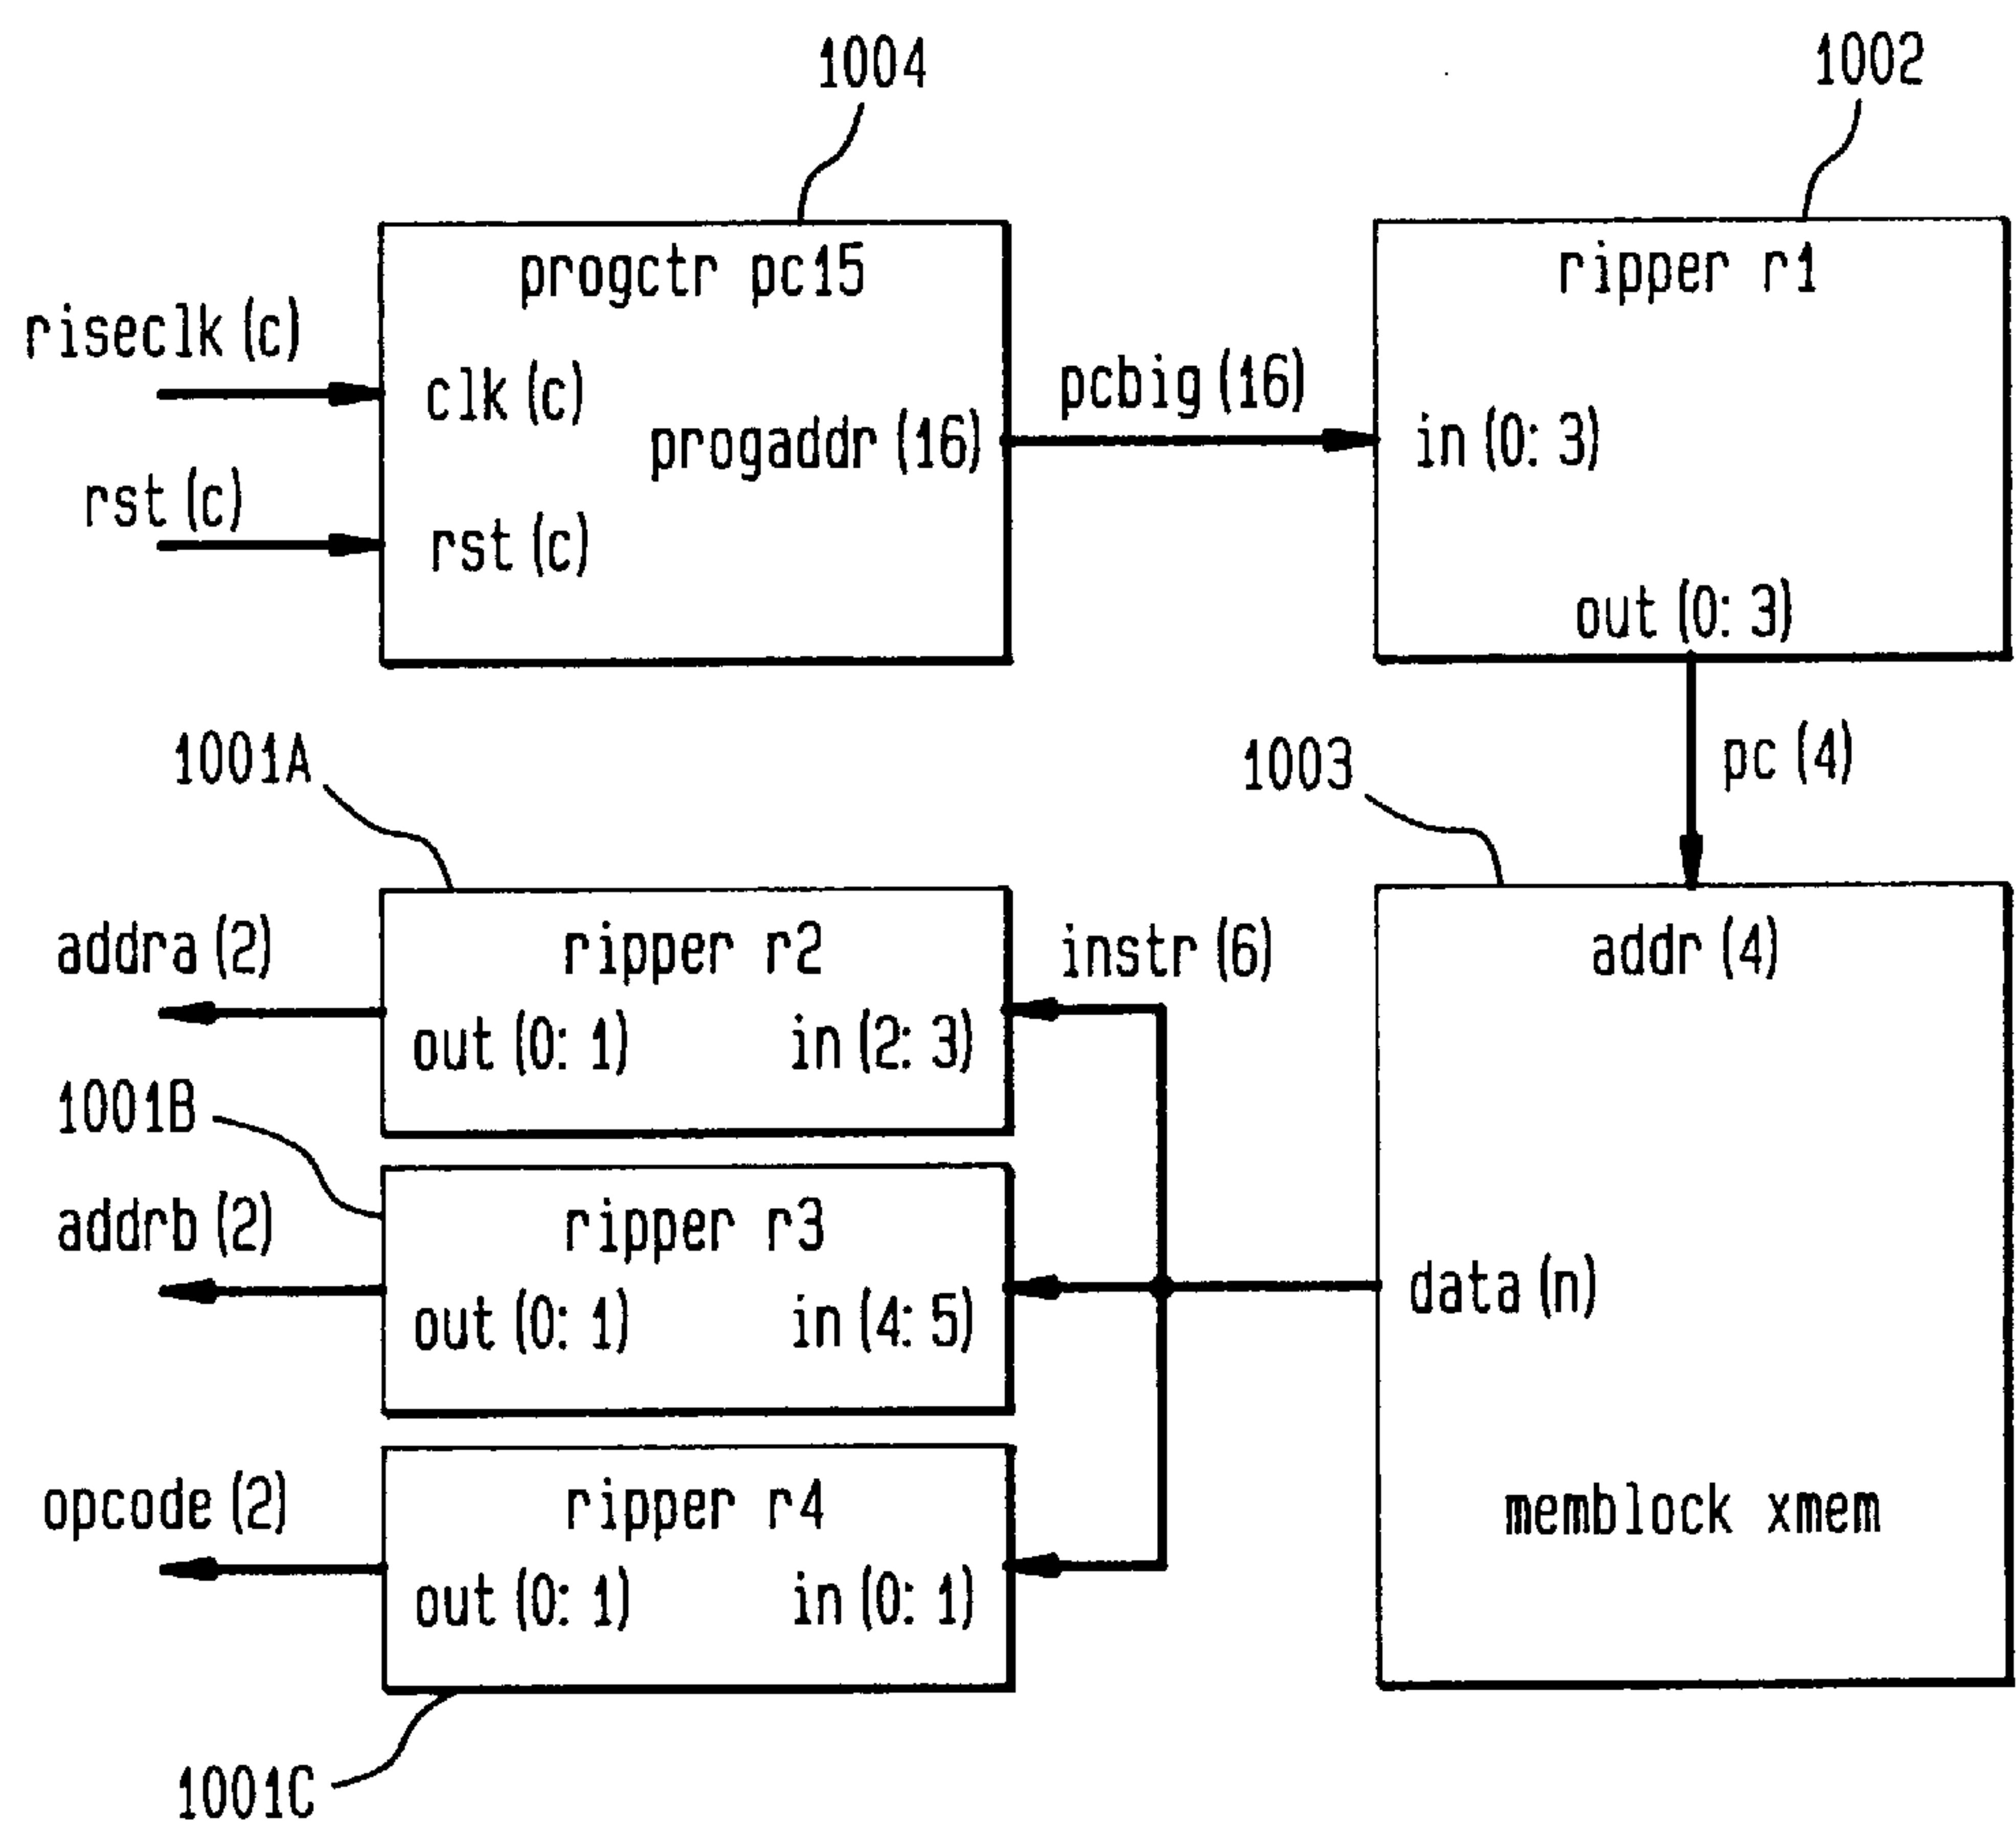 1004
1002
progctr pc15
ripper r1
riseclk (c)
clk (c)
pcbig (16)
progaddr (16)
in (0: 3)
rst (c)
rst (c)
out (0: 3)
1001A
1003
pc (4)
addra (2)
ripper r2
instr (6)
addr (4)
out (0: 1)
in (2: 3)
1001B
addrb (2)
ripper r3
data (n)
out (0: 1)
in (4: 5)
opcode (2)
ripper r4
memblock xmem
out (0: 1)
in (0: 1)
1001C